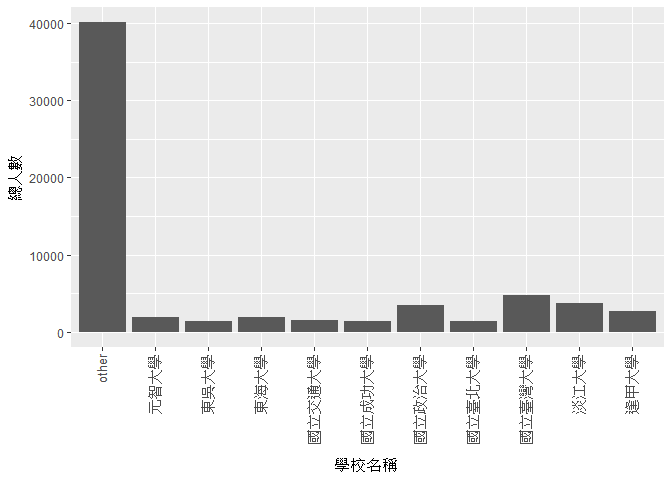 40000
30000
20000
10000
0
總人數
other
元智大學
東吳大學
東海大學
國立交通大學
國立成功大學
國立政治大學
國立臺北大學
國立臺灣大學
淡江大學
逢甲大學
學校名稱